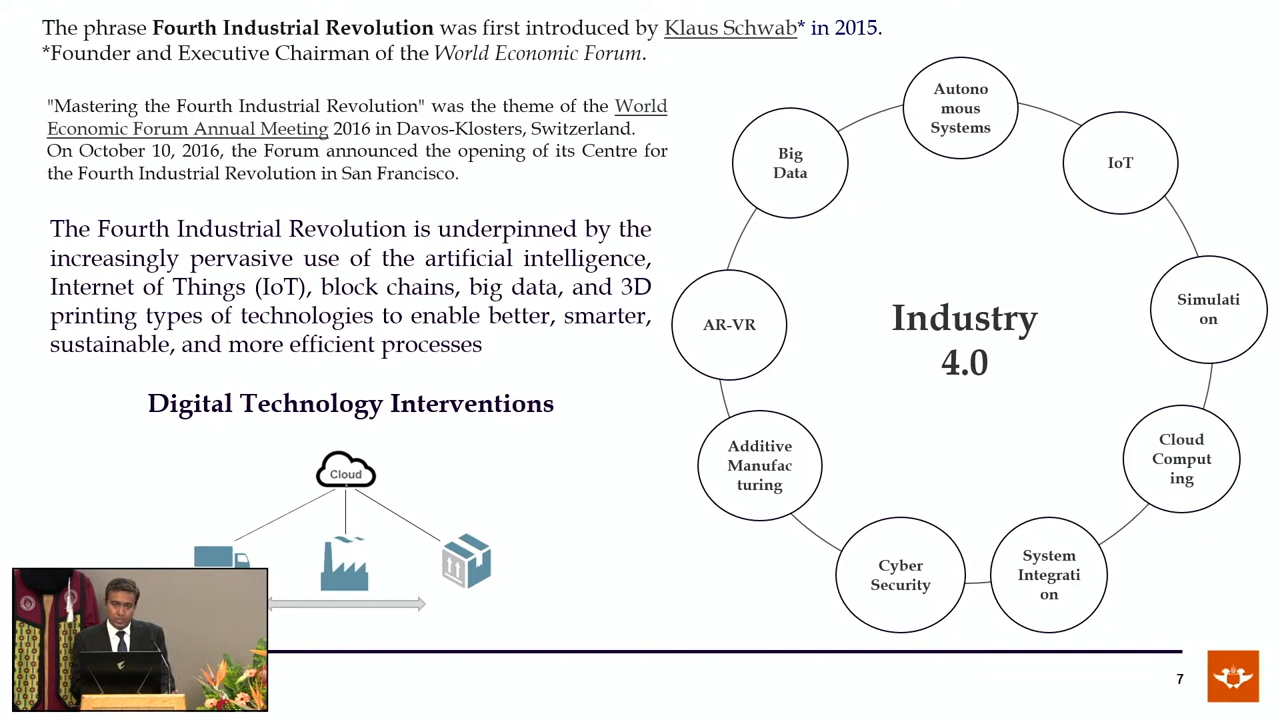 The phrase Fourth Industrial Revolution was first introduced by Klaus Schwab* in 2015.
*Founder and Executive Chairman of the World Economic Forum.
"Mastering the Fourth Industrial Revolution" was the theme of the World
Economic Forum Annual Meeting 2016 in Davos-Klosters, Switzerland.
On October 10, 2016, the Forum announced the opening of its Centre for
the Fourth Industrial Revolution in San Francisco.
The Fourth Industrial Revolution is underpinned by the
increasingly pervasive use of the artificial intelligence,
Internet of Things (IoT), block chains, big data, and 3D
printing types of technologies to enable better, smarter,
sustainable, and more efficient processes
Digital Technology Interventions
Cloud
Industry
4.0
Autono
mous
Systems
IoT
Simulati
on
Cloud
Comput
ing
System
Integrati
on
Cyber
Security
Additive
Manufac
turing
AR-VR
Big
Data
7